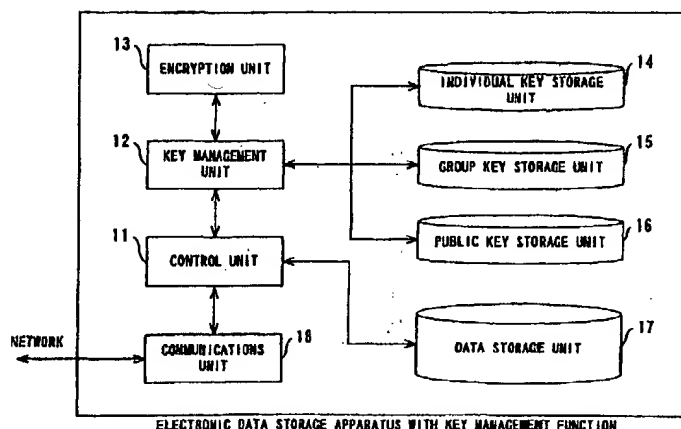 13
ENCRYPTION UNIT
14
INDIVIDUAL KEY STORAGE
UNIT
12
KEY MANAGEMENT
UNIT
15
GROUP KEY STORAGE UNIT
16
PUBLIC KEY STORAGE UNIT
11
CONTROL UNIT
17
DATA STORAGE UNIT
NETWORK
COMMUNICATIONS
UNIT
18
ELECTRONIC DATA STORAGE APPARATUS WITH KEY MANAGEMENT FUNCTION